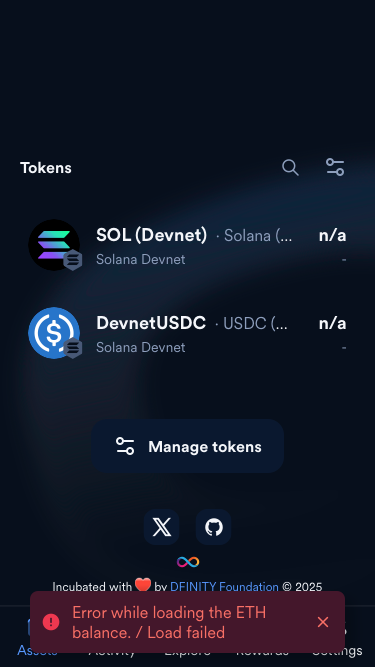 Tokens
SOL (Devnet) · Solana (... n/a
Solana Devnet -
DevnetUSDC · USDC (... n/a
Solana Devnet -
Manage tokens
Incubated with ❤️ by DFINITY Foundation © 2025
Error while loading the ETH
balance. / Load failed
Assets Activity Explore Rewards Settings